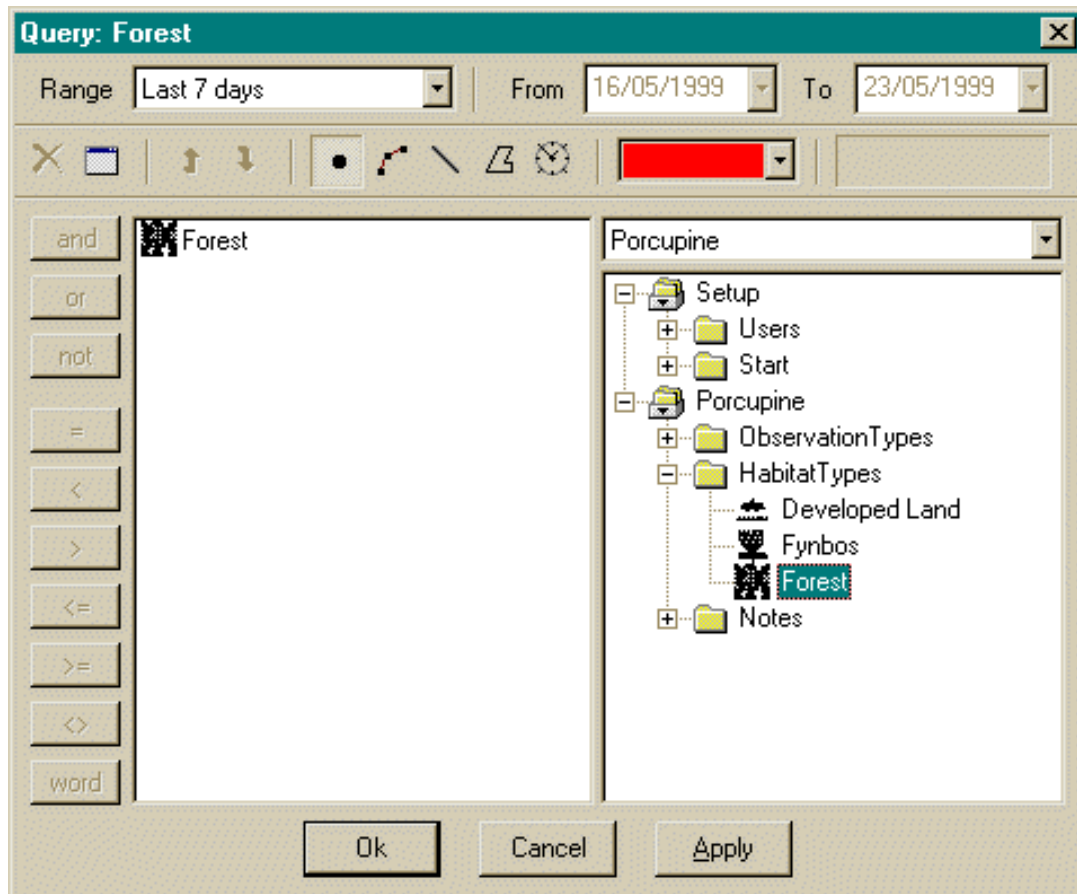 Query: Forest
Range Last 7 days From 16/05/1999 To 23/05/1999
and
or
not
=
<
>
<=
>=
<>
word
Forest
Porcupine
Setup
Users
Start
Porcupine
ObservationTypes
HabitatTypes
Developed Land
Fynbos
Forest
Notes
Ok Cancel Apply